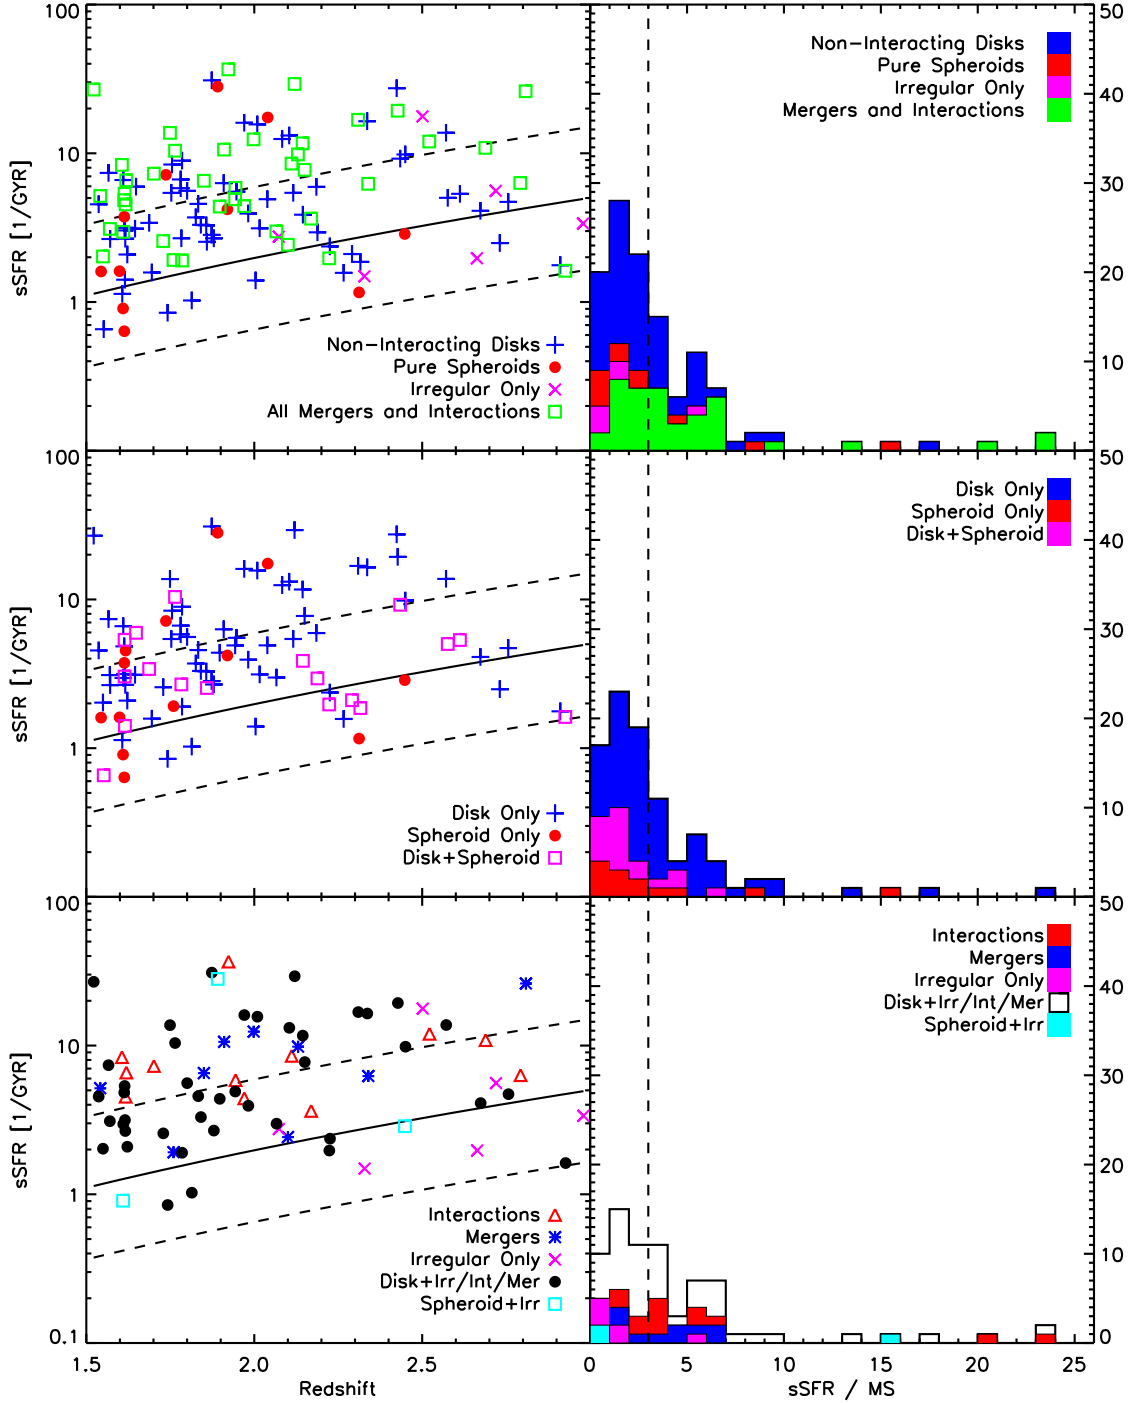 100
10
1
sSFR [1/GYR]
Non-Interacting Disks
Pure Spheroids
Irregular Only
All Mergers and Interactions
50
40
30
20
10
Non-Interacting Disks
Pure Spheroids
Irregular Only
Mergers and Interactions
100
10
1
sSFR [1/GYR]
Disk Only
Spheroid Only
Disk+Spheroid
50
40
30
20
10
Disk Only
Spheroid Only
Disk+Spheroid
100
10
1
0.1
sSFR [1/GYR]
Interactions
Mergers
Irregular Only
Disk+Irr/Int/Mer
Spheroid+Irr
1.5
2.0
2.5
Redshift
50
40
30
20
10
0
Interactions
Mergers
Irregular Only
Disk+Irr/Int/Mer
Spheroid+Irr
0
5
10
15
20
25
sSFR / MS